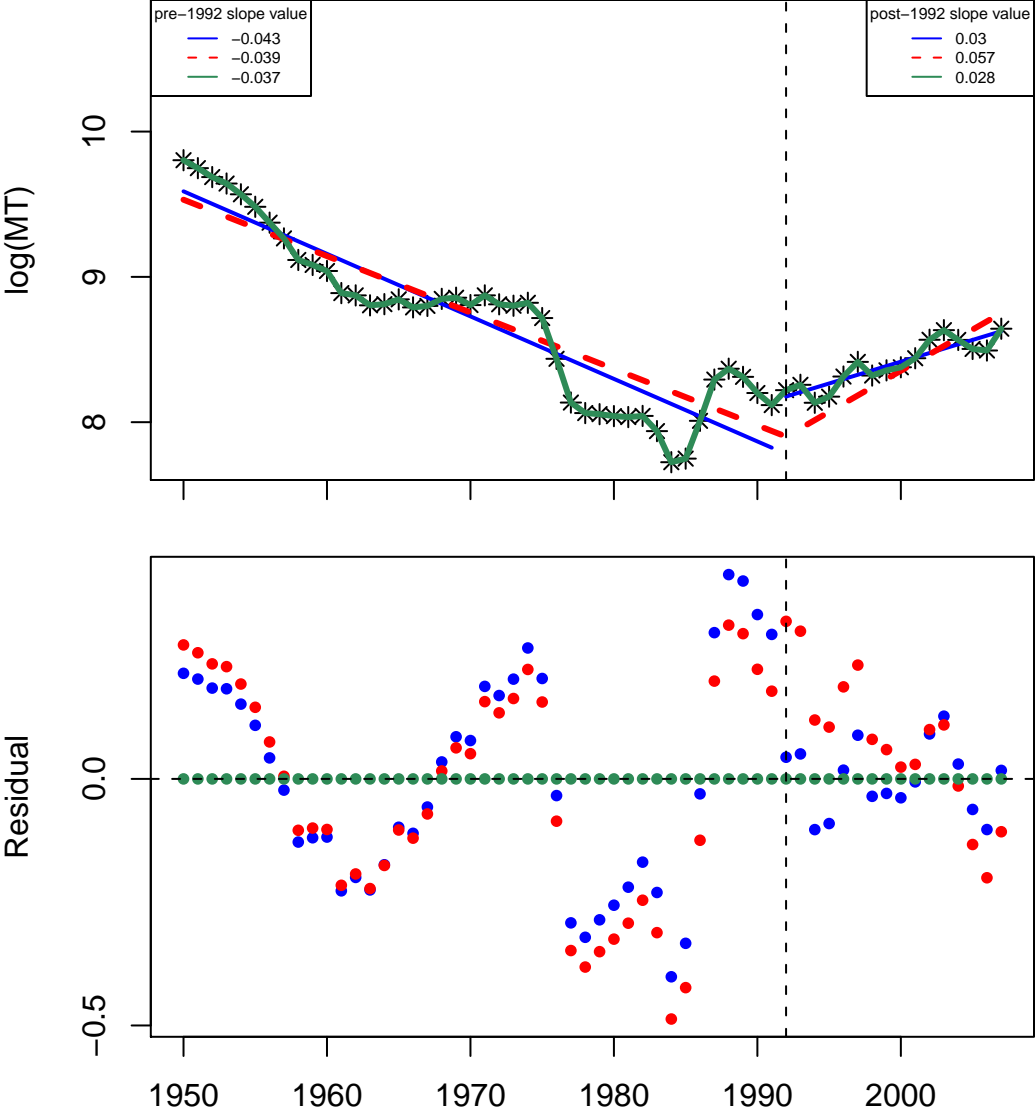 pre−1992 slope value
−0.043
−0.039
−0.037
post−1992 slope value
0.03
0.057
0.028
log(MT)
10
9
8
Residual
0.0
−0.5
1950 1960 1970 1980 1990 2000